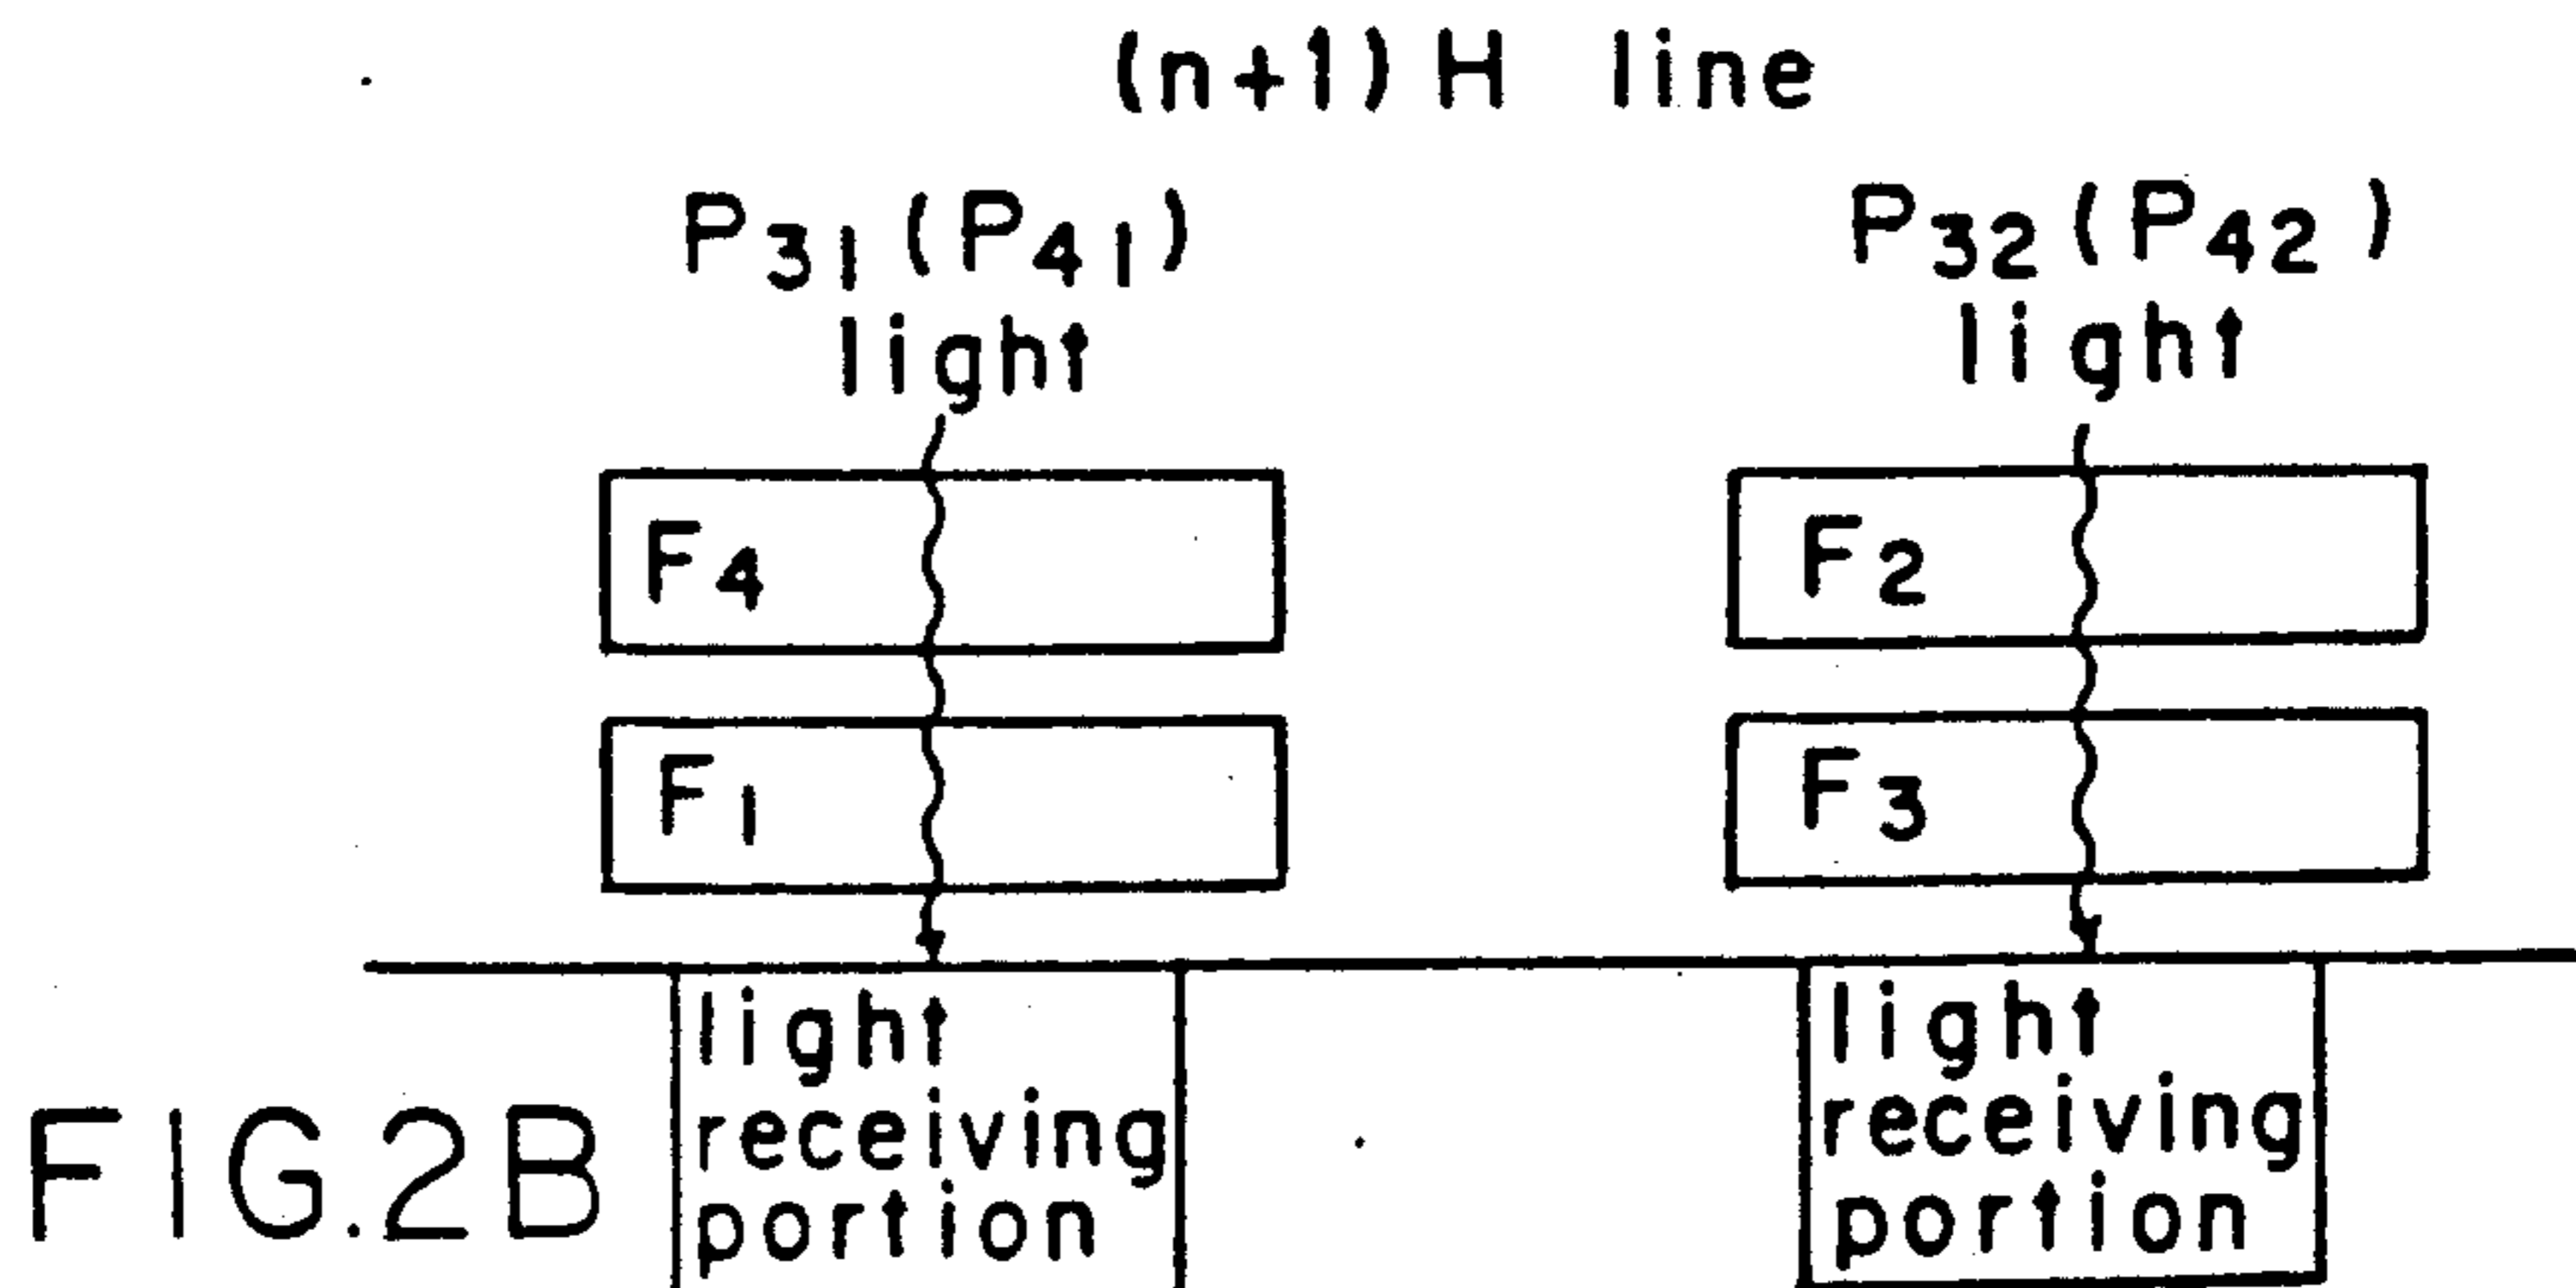 (n+1) H line
P31 (P41) P32 (P42)
light light
F4 F2
F1 F3
light light
receiving receiving
portion portion
FIG.2B